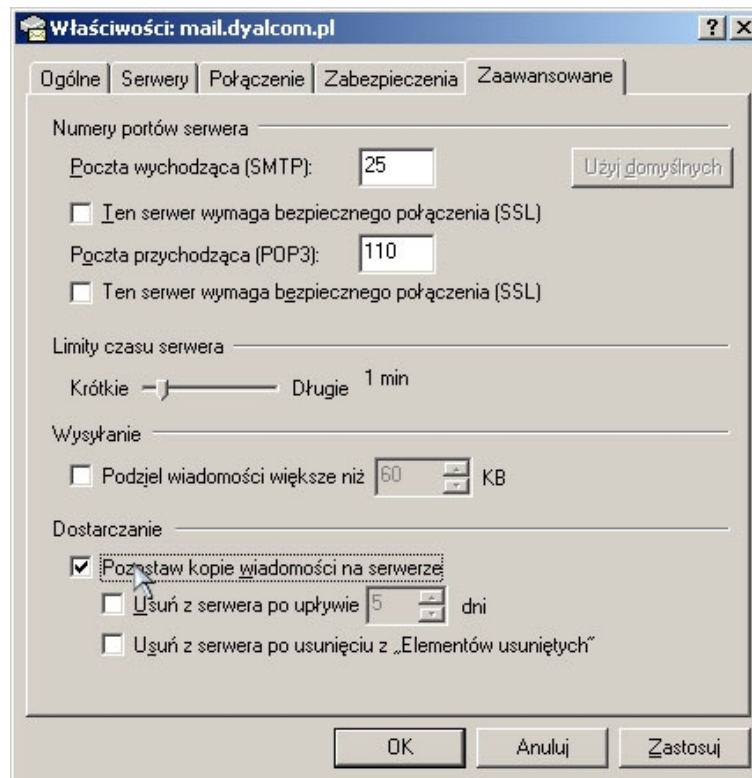 Właściwości: mail.dyalcom.pl
Ogólne Serwery Połączenie Zabezpieczenia Zaawansowane
Numery portów serwera
Poczta wychodząca (SMTP): 25 Użyj domyślnych
Ten serwer wymaga bezpiecznego połączenia (SSL)
Poczta przychodząca (POP3): 110
Ten serwer wymaga bezpiecznego połączenia (SSL)
Limity czasu serwera
Krótkie Długie 1 min
Wysyłanie
Podziel wiadomości większe niż 60 KB
Dostarczanie
Pozostaw kopie wiadomości na serwerze
Usuń z serwera po upływie 5 dni
Usuń z serwera po usunięciu z „Elementów usuniętych”
OK Anuluj Zastosuj